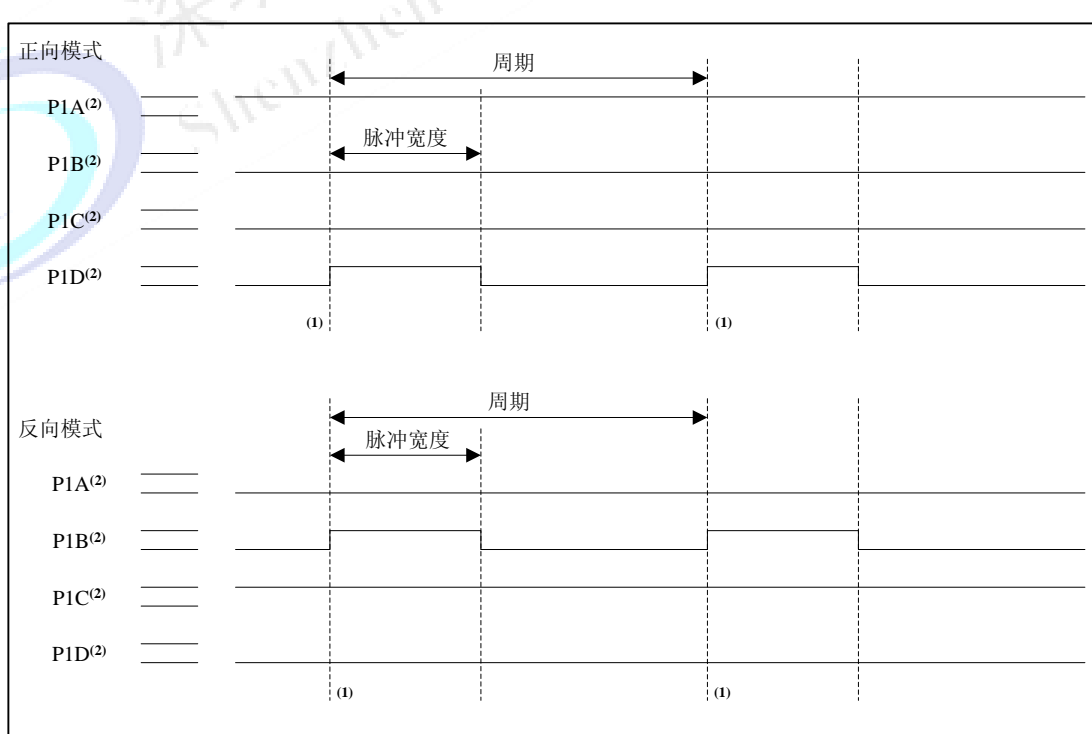 正向模式
周期
P1A(2)
脉冲宽度
P1B(2)
P1C(2)
P1D(2)
(1) (1)
周期
反向模式
脉冲宽度
P1A(2)
P1B(2)
P1C(2)
P1D(2)
(1) (1)
Shenzhen